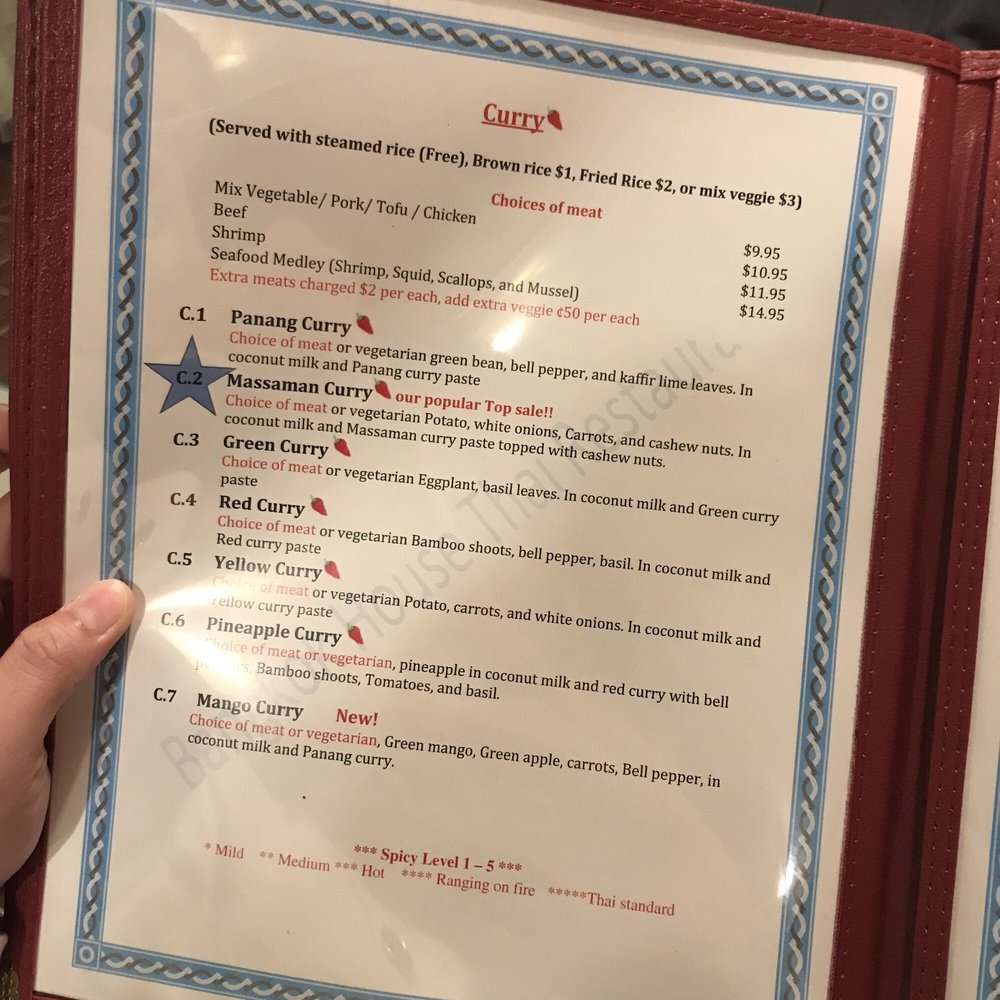 Curry
(Served with steamed rice (Free), Brown rice $1, Fried Rice $2, or mix veggie $3)
Choices of meat
Mix Vegetable/ Pork/ Tofu / Chicken $9.95
Beef $10.95
Shrimp $11.95
Seafood Medley (Shrimp, Squid, Scallops, and Mussel) $14.95
Extra meats charged $2 per each, add extra veggie ¢50 per each
C.1 Panang Curry
Choice of meat or vegetarian green bean, bell pepper, and kaffir lime leaves. In
coconut milk and Panang curry paste
C.2 Massaman Curry our popular Top sale!!
Choice of meat or vegetarian Potato, white onions, Carrots, and cashew nuts. In
coconut milk and Massaman curry paste topped with cashew nuts.
C.3 Green Curry
Choice of meat or vegetarian Eggplant, basil leaves. In coconut milk and Green curry
paste
C.4 Red Curry
Choice of meat or vegetarian Bamboo shoots, bell pepper, basil. In coconut milk and
Red curry paste
C.5 Yellow Curry
Choice of meat or vegetarian Potato, carrots, and white onions. In coconut milk and
Yellow curry paste
C.6 Pineapple Curry
Choice of meat or vegetarian, pineapple in coconut milk and red curry with bell
peppers, Bamboo shoots, Tomatoes, and basil.
C.7 Mango Curry New!
Choice of meat or vegetarian, Green mango, Green apple, carrots, Bell pepper, in
coconut milk and Panang curry.
*** Spicy Level 1 – 5 ***
* Mild ** Medium *** Hot **** Ranging on fire *****Thai standard
House Thai